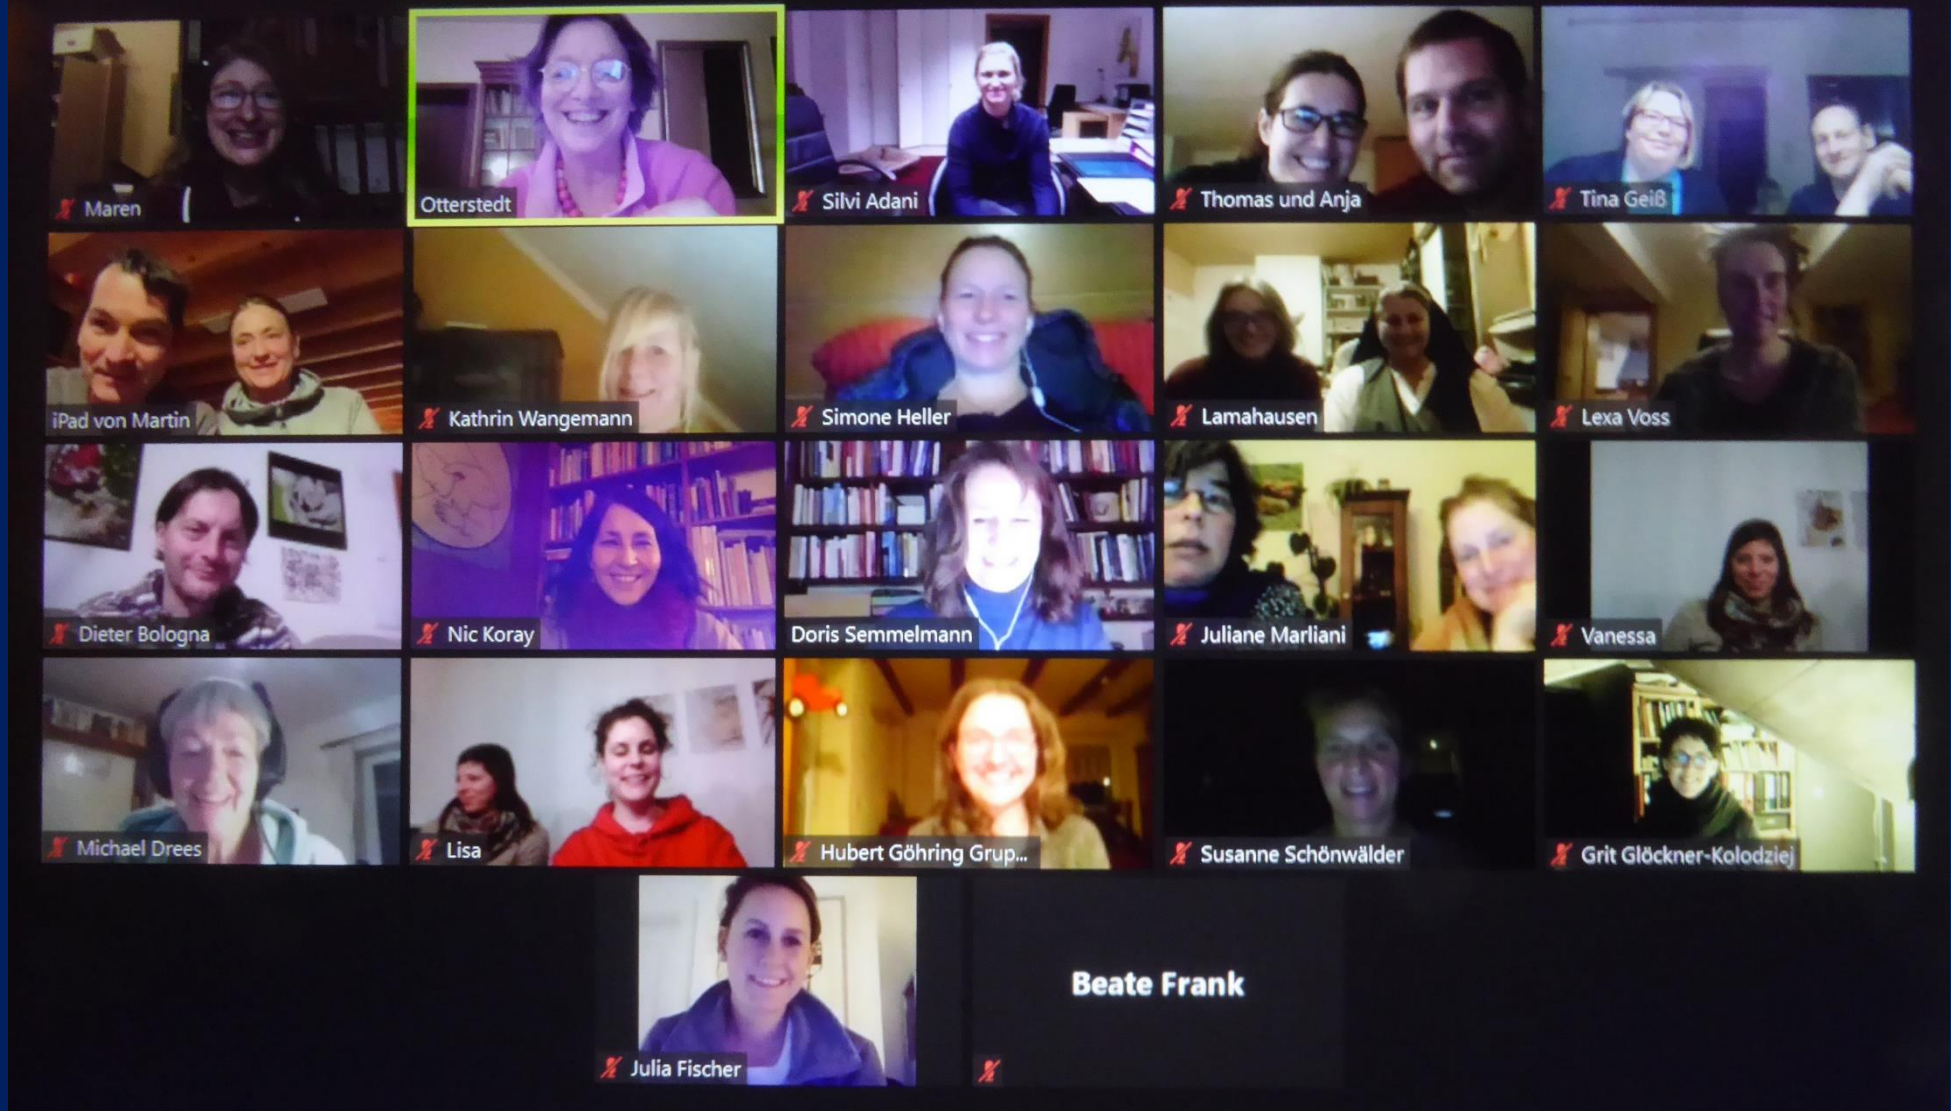 Maren
Otterstedt
Silvi Adani
Thomas und Anja
Tina Geiß
iPad von Martin
Kathrin Wangemann
Simone Heller
Lamahausen
Lexa Voss
Dieter Bologna
Nic Koray
Doris Semmelmann
Juliane Marliani
Vanessa
Michael Drees
Lisa
Hubert Göhring Grup...
Susanne Schönwälder
Grit Glöckner-Kolodziej
Julia Fischer
Beate Frank